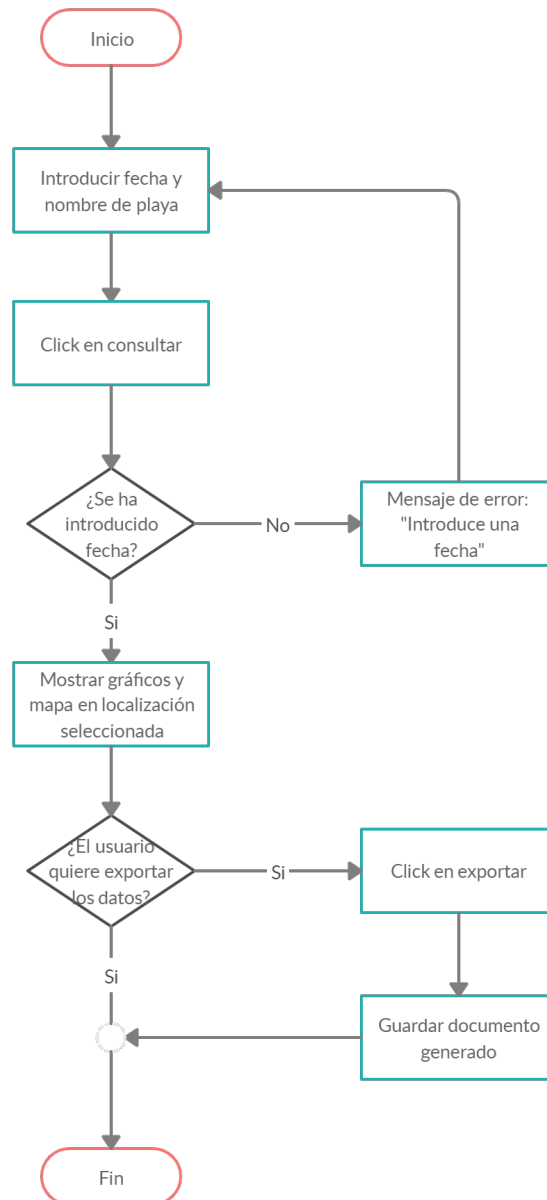 Inicio
Introducir fecha y
nombre de playa
Click en consultar
¿Se ha
introducido
fecha?
No
Mensaje de error:
"Introduce una
fecha"
Si
Mostrar gráficos y
mapa en localización
seleccionada
¿El usuario
quiere exportar
los datos?
Si
Click en exportar
Si
Guardar documento
generado
Fin